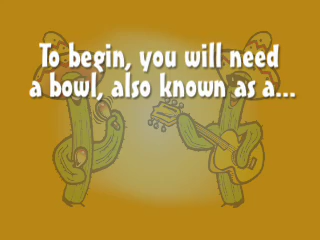 To begin, you will need
a bowl, also known as a...